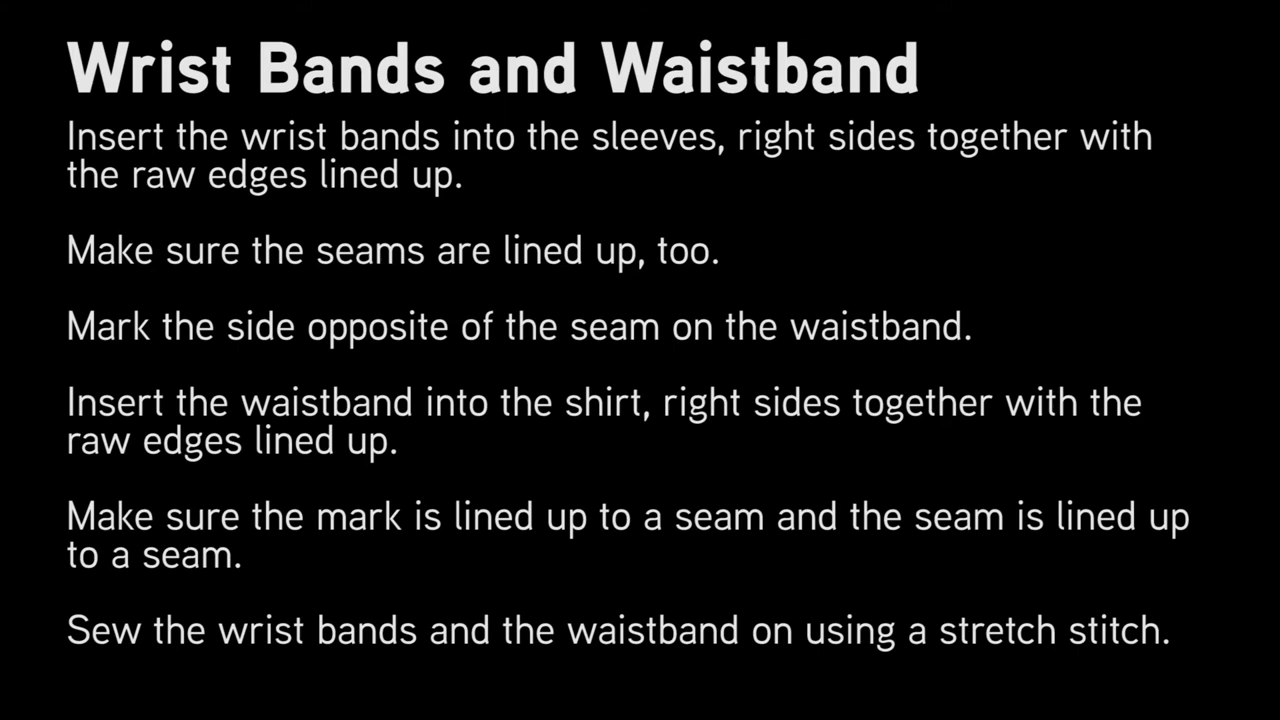 Wrist Bands and Waistband
Insert the wrist bands into the sleeves, right sides together with
the raw edges lined up.
Make sure the seams are lined up, too.
Mark the side opposite of the seam on the waistband.
Insert the waistband into the shirt, right sides together with the
raw edges lined up.
Make sure the mark is lined up to a seam and the seam is lined up
to a seam.
Sew the wrist bands and the waistband on using a stretch stitch.